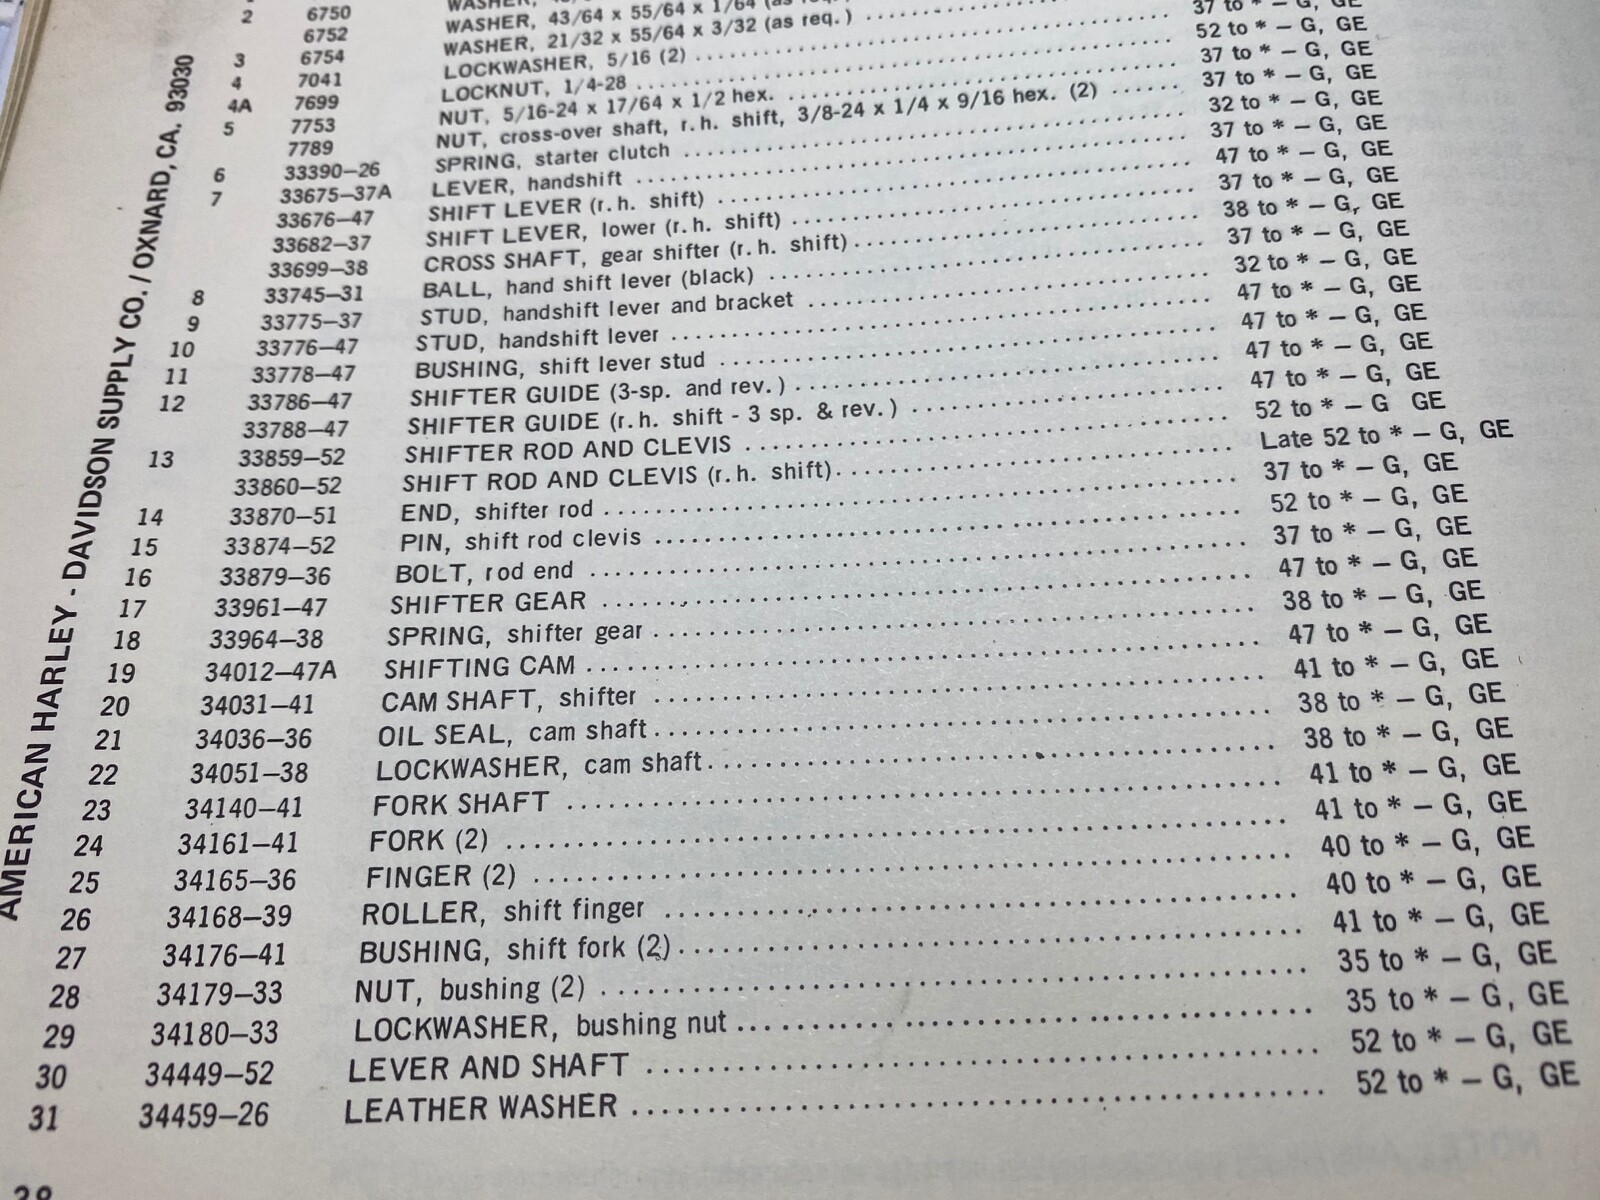 2 6750 WASHER,
6752 WASHER, 43/64 x 55/64 x 1/64 (as req.)
3 6754 WASHER, 21/32 x 55/64 x 3/32 (as req.)
4 7041 LOCKWASHER, 5/16 (2) .......... 37 to * – G, GE
4A 7699 LOCKNUT, 1/4-28 .......... 52 to * – G, GE
5 7753 NUT, 5/16-24 x 17/64 x 1/2 hex. .......... 37 to * – G, GE
7789 NUT, cross-over shaft, r.h. shift, 3/8-24 x 1/4 x 9/16 hex. (2) ...... 37 to * – G, GE
6 33390–26 SPRING, starter clutch .......... 32 to * – G, GE
7 33675–37A LEVER, handshift .......... 37 to * – G, GE
33676–47 SHIFT LEVER (r.h. shift) .......... 47 to * – G, GE
33682–37 SHIFT LEVER, lower (r.h. shift) .......... 37 to * – G, GE
33699–38 CROSS SHAFT, gear shifter (r.h. shift) .......... 38 to * – G, GE
8 33745–31 BALL, hand shift lever (black) .......... 37 to * – G, GE
9 33775–37 STUD, handshift lever and bracket .......... 32 to * – G, GE
10 33776–47 STUD, handshift lever .......... 47 to * – G, GE
11 33778–47 BUSHING, shift lever stud .......... 47 to * – G, GE
12 33786–47 SHIFTER GUIDE (3-sp. and rev.) .......... 47 to * – G, GE
33788–47 SHIFTER GUIDE (r.h. shift - 3 sp. & rev.) .......... 47 to * – G, GE
13 33859–52 SHIFTER ROD AND CLEVIS .......... 52 to * – G GE
33860–52 SHIFT ROD AND CLEVIS (r.h. shift) .......... Late 52 to * – G, GE
14 33870–51 END, shifter rod .......... 37 to * – G, GE
15 33874–52 PIN, shift rod clevis .......... 52 to * – G, GE
16 33879–36 BOLT, rod end .......... 37 to * – G, GE
17 33961–47 SHIFTER GEAR .......... 47 to * – G, GE
18 33964–38 SPRING, shifter gear .......... 38 to * – G, GE
19 34012–47A SHIFTING CAM .......... 47 to * – G, GE
20 34031–41 CAM SHAFT, shifter .......... 41 to * – G, GE
21 34036–36 OIL SEAL, cam shaft .......... 38 to * – G, GE
22 34051–38 LOCKWASHER, cam shaft .......... 38 to * – G, GE
23 34140–41 FORK SHAFT .......... 41 to * – G, GE
24 34161–41 FORK (2) .......... 41 to * – G, GE
25 34165–36 FINGER (2) .......... 40 to * – G, GE
26 34168–39 ROLLER, shift finger .......... 40 to * – G, GE
27 34176–41 BUSHING, shift fork (2) .......... 41 to * – G, GE
28 34179–33 NUT, bushing (2) .......... 35 to * – G, GE
29 34180–33 LOCKWASHER, bushing nut .......... 35 to * – G, GE
30 34449–52 LEVER AND SHAFT .......... 52 to * – G, GE
31 34459–26 LEATHER WASHER .......... 52 to * – G, GE
AMERICAN HARLEY - DAVIDSON SUPPLY CO. / OXNARD, CA. 93030